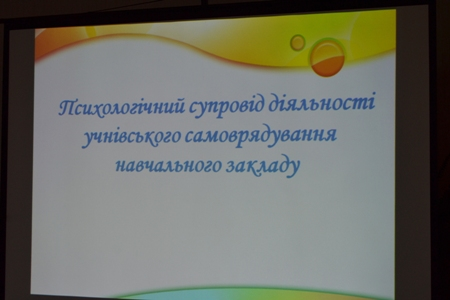 Психологічний супровід діяльності
учнівського самоврядування
навчального закладу